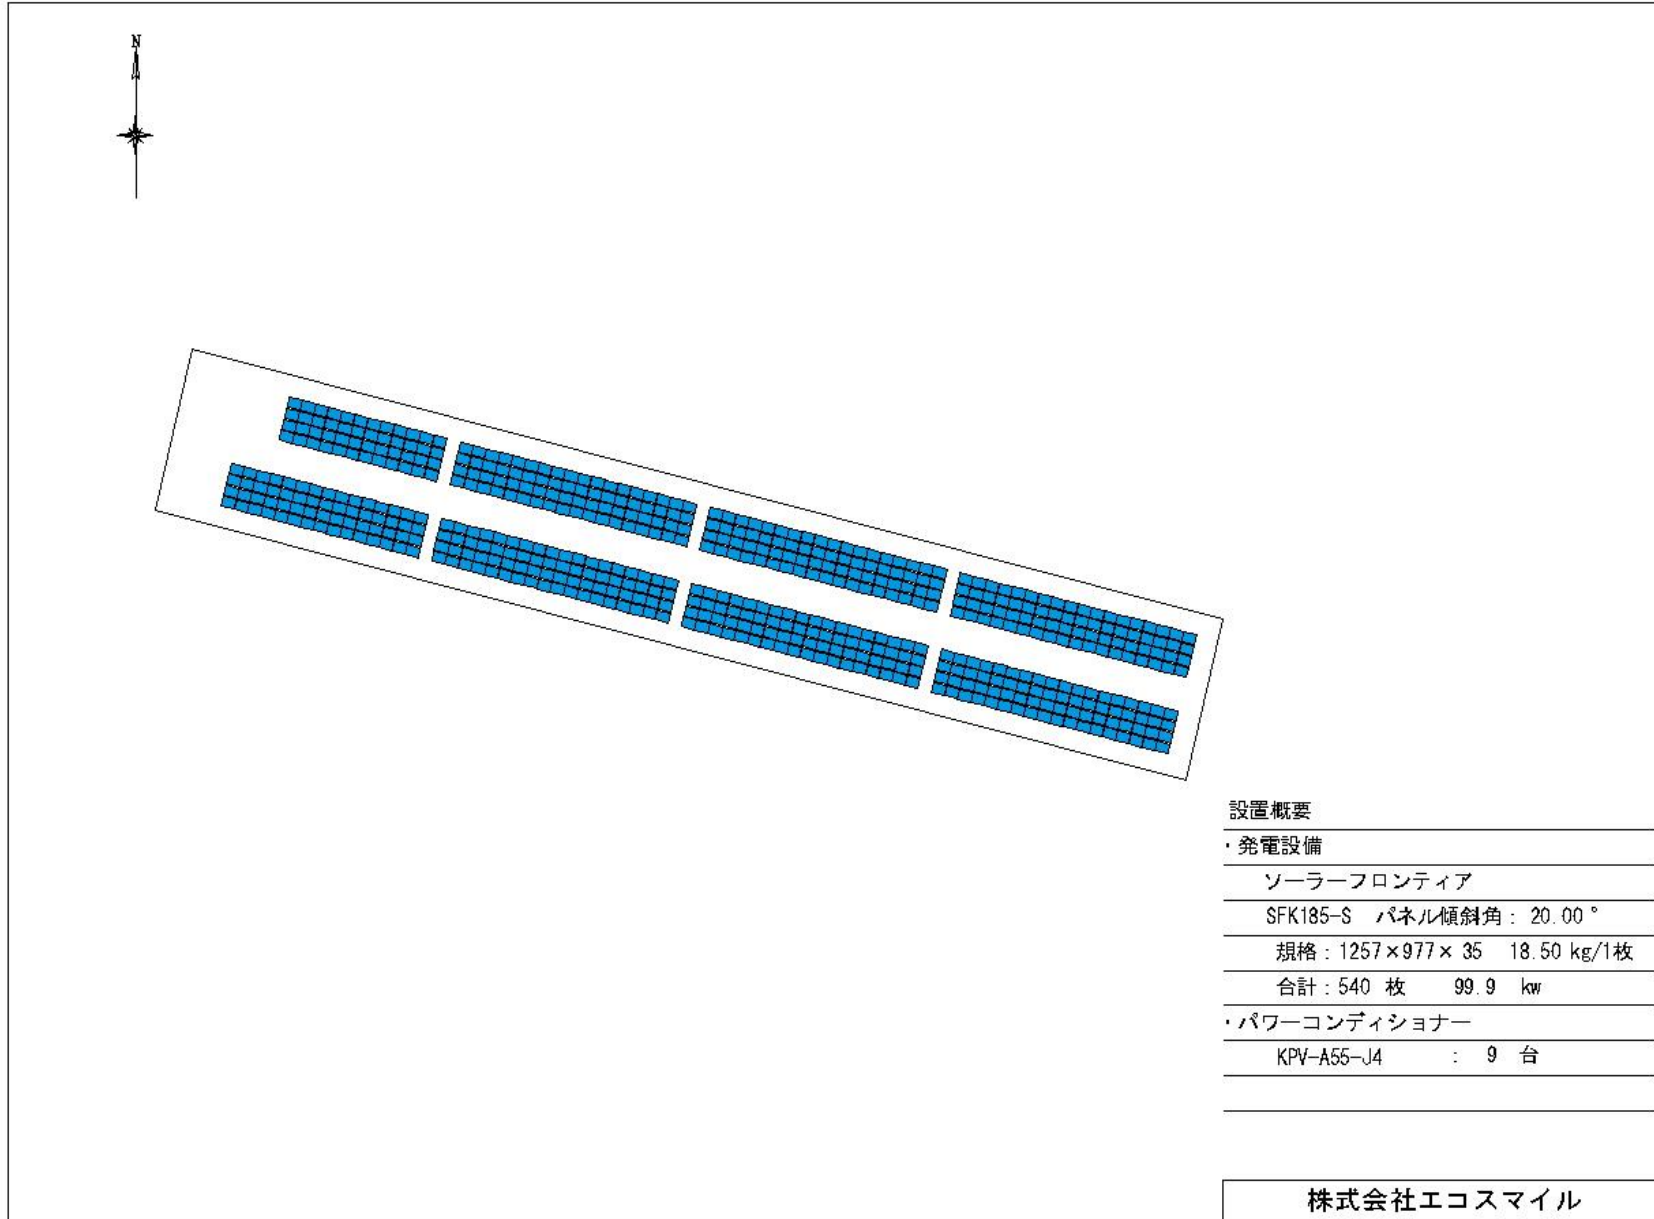 N
設置概要
・発電設備
ソーラーフロンティア
SFK185-S パネル傾斜角：20.00°
規格：1257×977×35 18.50 kg/1枚
合計：540 枚 99.9 kw
・パワーコンディショナー
KPV-A55-J4 ： 9 台
株式会社エコスマイル